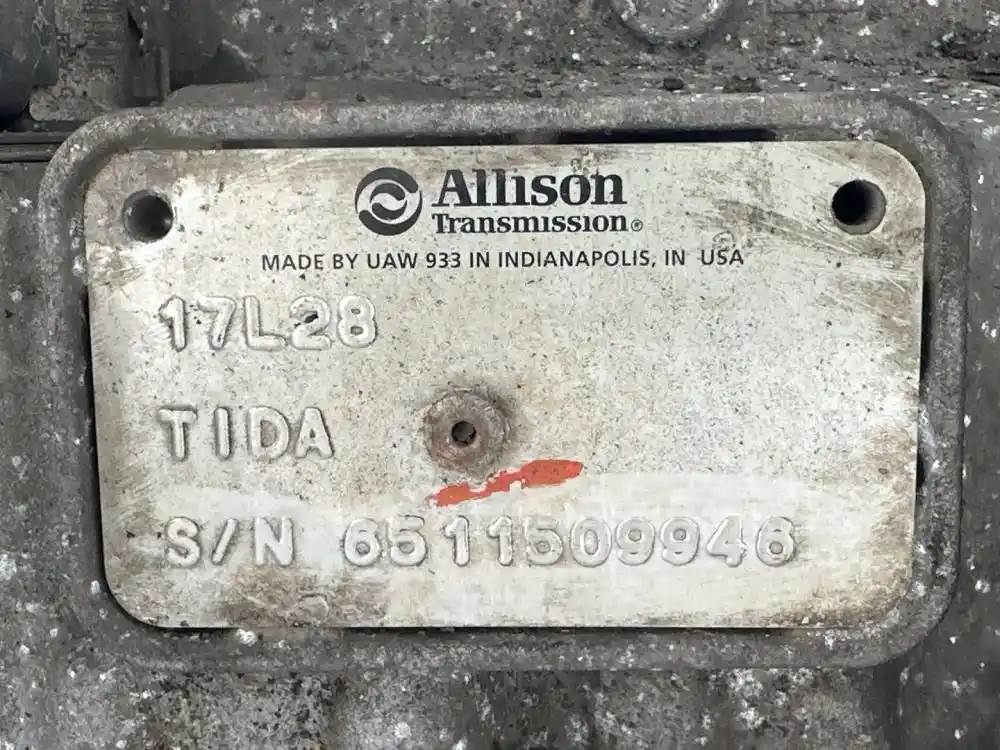 Allison
Transmission®
MADE BY UAW 933 IN INDIANAPOLIS, IN USA
17L28
TIDA
S/N 6511509946